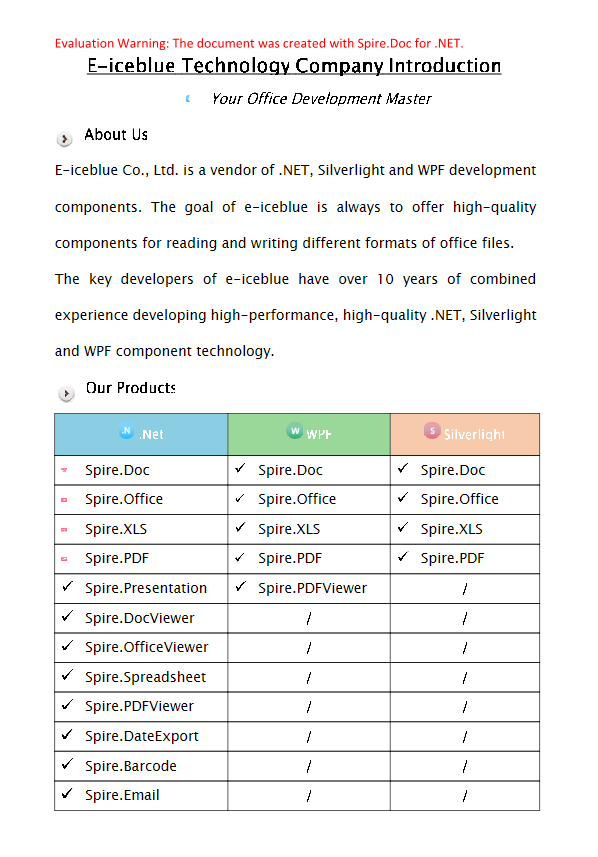 Evaluation Warning: The document was created with Spire.Doc for .NET.
E-iceblue Technology Company Introduction
Your Office Development Master
About Us
E-iceblue Co., Ltd. is a vendor of .NET, Silverlight and WPF development
components. The goal of e-iceblue is always to offer high-quality
components for reading and writing different formats of office files.
The key developers of e-iceblue have over 10 years of combined
experience developing high-performance, high-quality .NET, Silverlight
and WPF component technology.
Our Products
.N .Net W WPF S Silverlight
Spire.Doc ✓ Spire.Doc ✓ Spire.Doc
Spire.Office ✓ Spire.Office ✓ Spire.Office
Spire.XLS ✓ Spire.XLS ✓ Spire.XLS
Spire.PDF ✓ Spire.PDF ✓ Spire.PDF
✓ Spire.Presentation ✓ Spire.PDFViewer /
✓ Spire.DocViewer / /
✓ Spire.OfficeViewer / /
✓ Spire.Spreadsheet / /
✓ Spire.PDFViewer / /
✓ Spire.DateExport / /
✓ Spire.Barcode / /
✓ Spire.Email / /